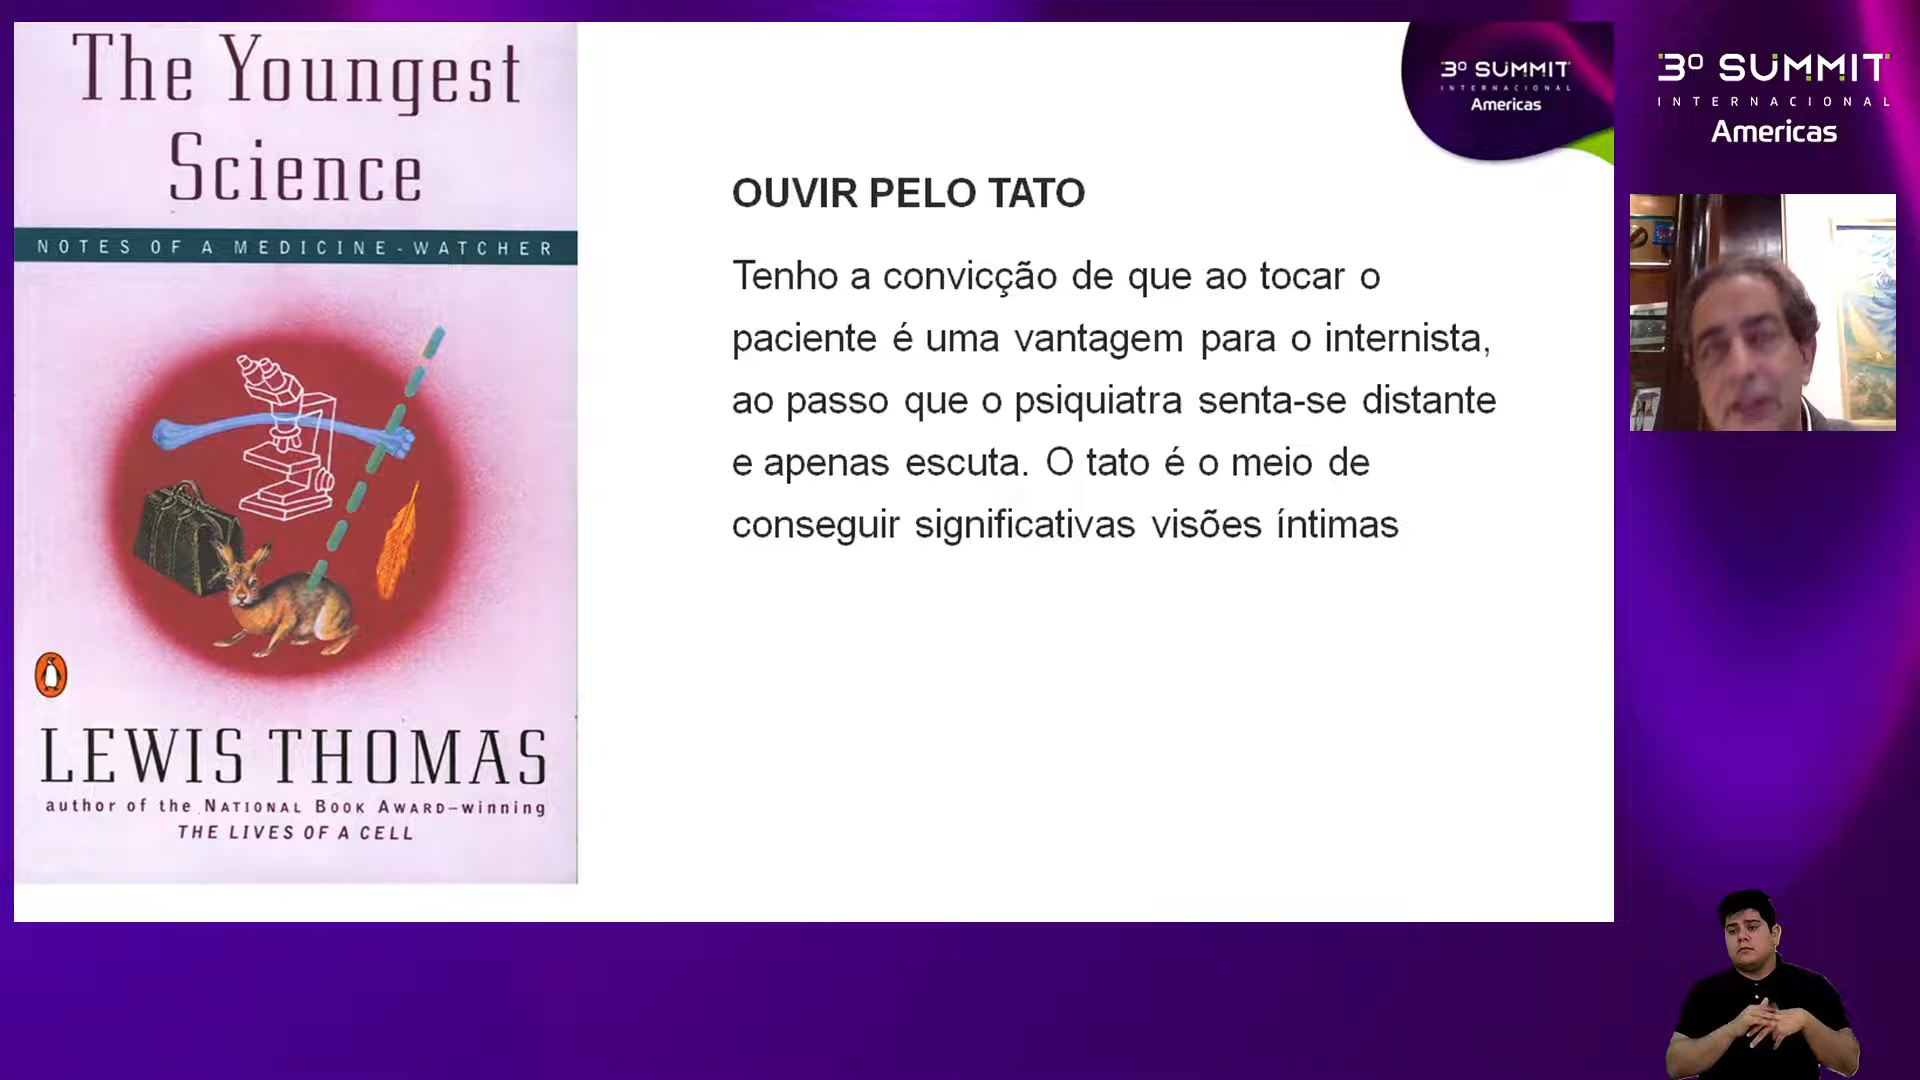 The Youngest
Science
NOTES OF A MEDICINE-WATCHER
LEWIS THOMAS
author of the NATIONAL BOOK AWARD–winning
THE LIVES OF A CELL
OUVIR PELO TATO
Tenho a convicção de que ao tocar o
paciente é uma vantagem para o internista,
ao passo que o psiquiatra senta-se distante
e apenas escuta. O tato é o meio de
conseguir significativas visões íntimas
3º SUMMIT
INTERNACIONAL
Americas
3º SUMMIT
INTERNACIONAL
Americas